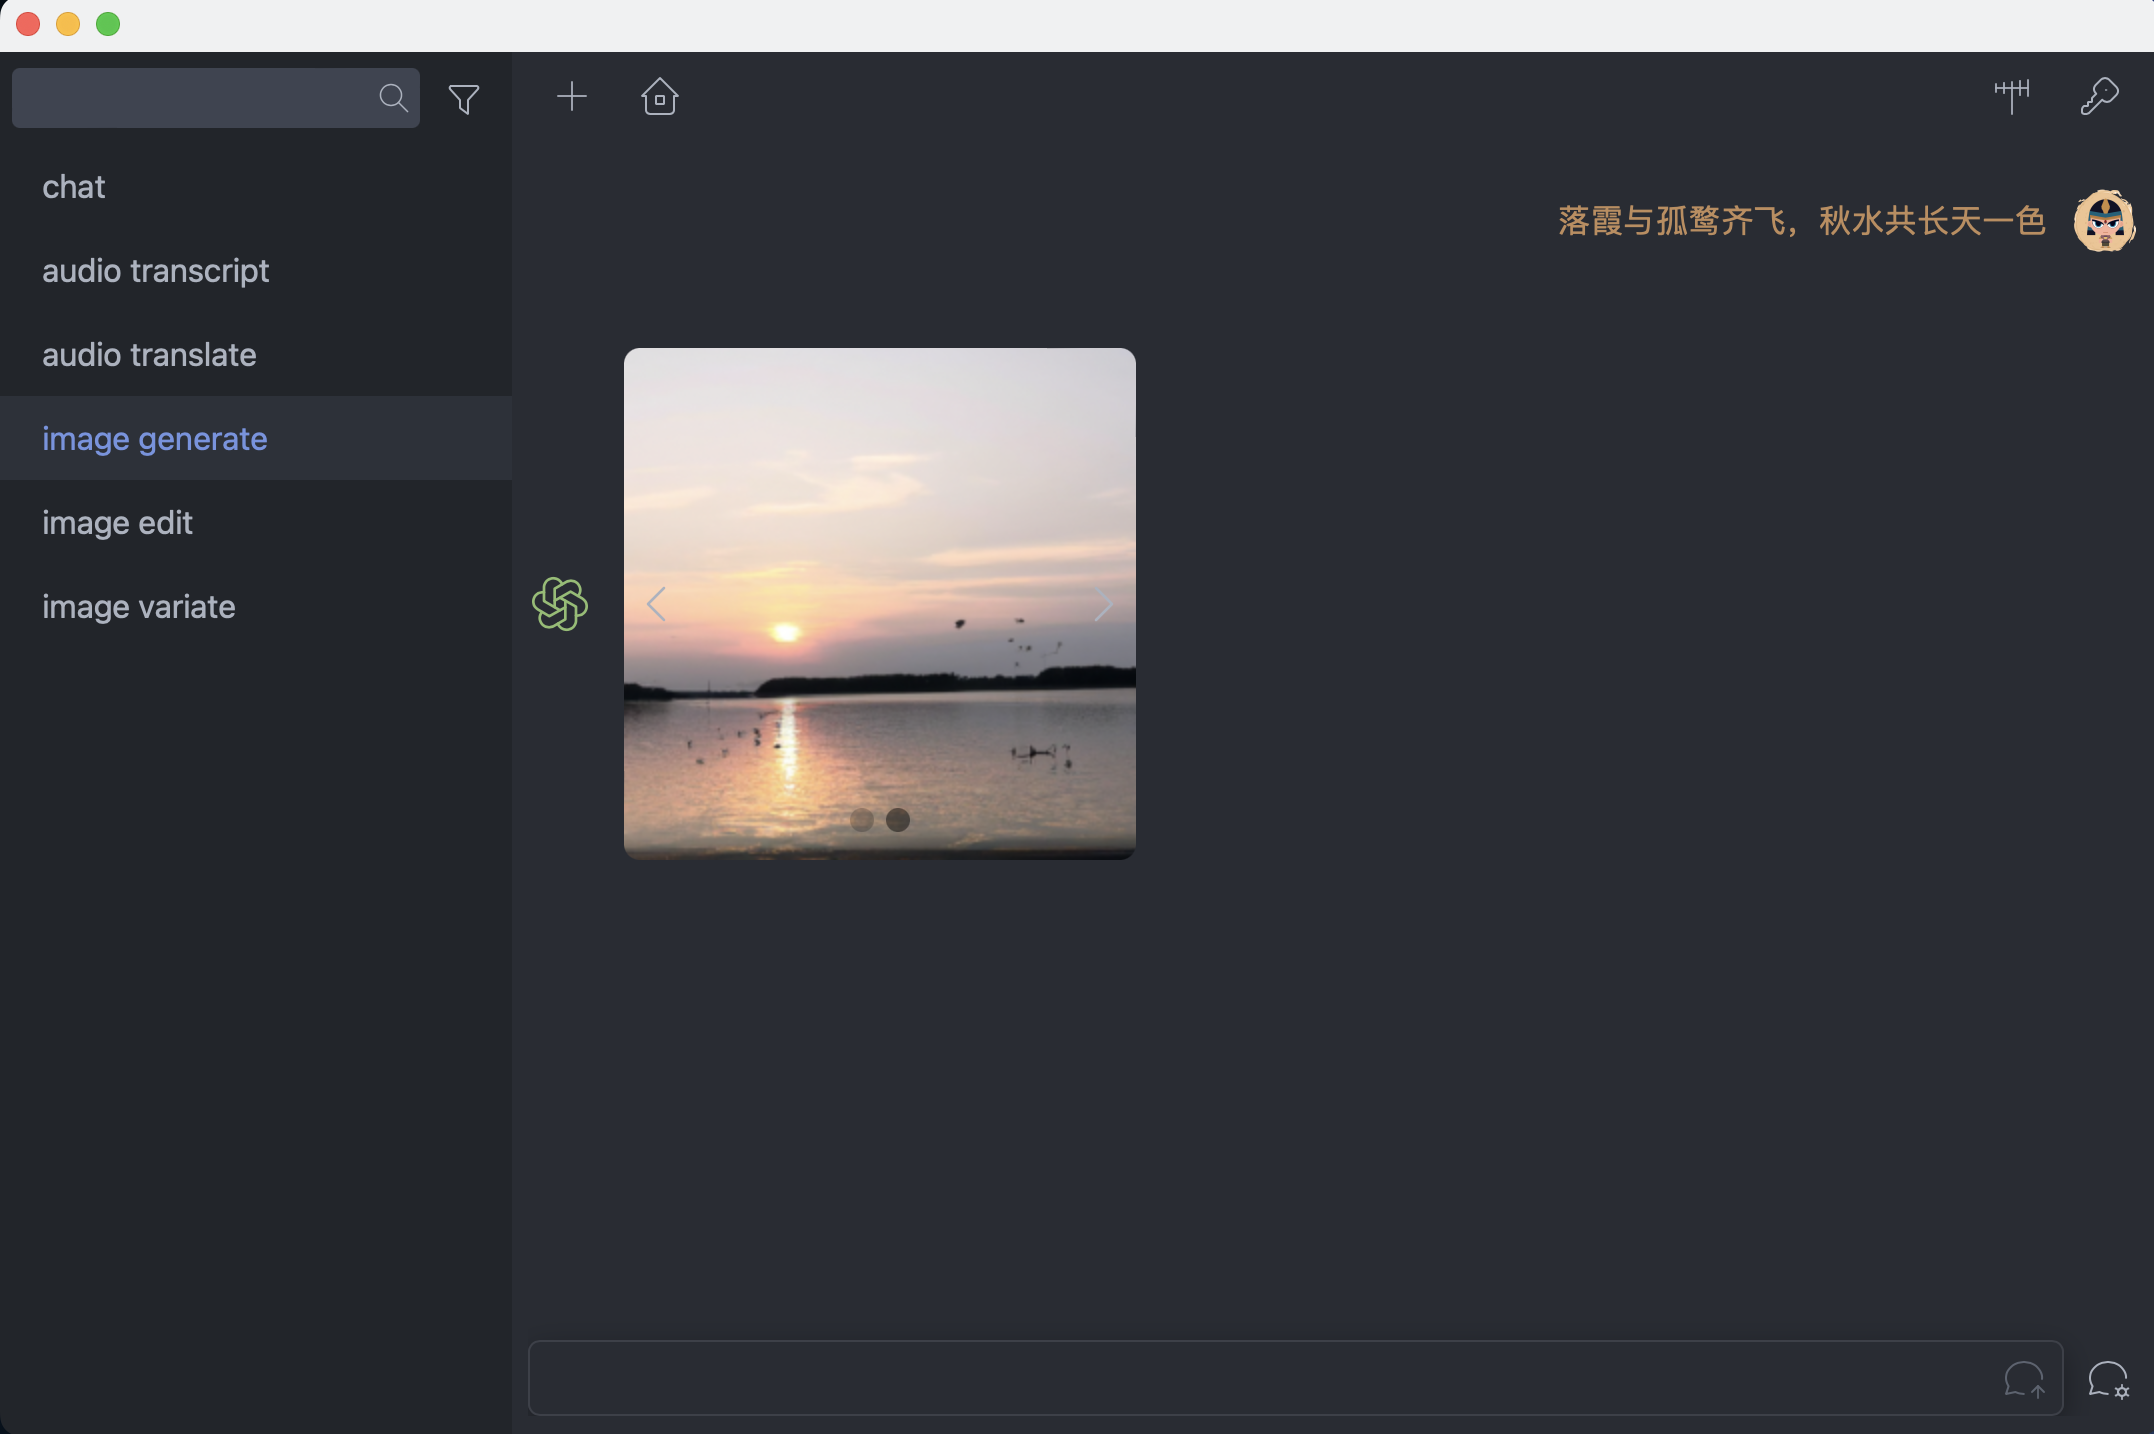 chat
audio transcript
audio translate
image generate
image edit
image variate
落霞与孤鹜齐飞，秋水共长天一色